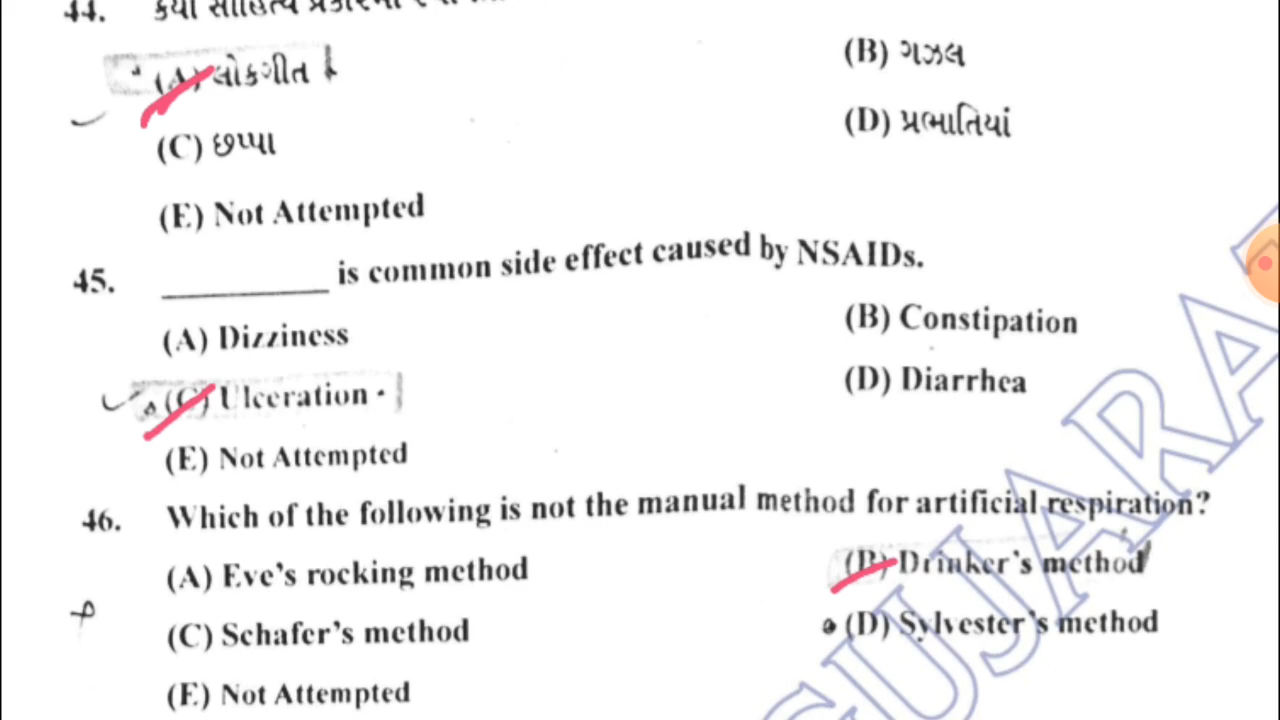 44.
(A) લોકગીત
(B) ગઝલ
(C) છપ્પા
(D) પ્રભાતિયાં
(E) Not Attempted
45. __________ is common side effect caused by NSAIDs.
(A) Dizziness
(B) Constipation
(C) Ulceration
(D) Diarrhea
(E) Not Attempted
46. Which of the following is not the manual method for artificial respiration?
(A) Eve's rocking method
(B) Drinker's method
(C) Schafer's method
(D) Sylvester's method
(E) Not Attempted
GUJARA